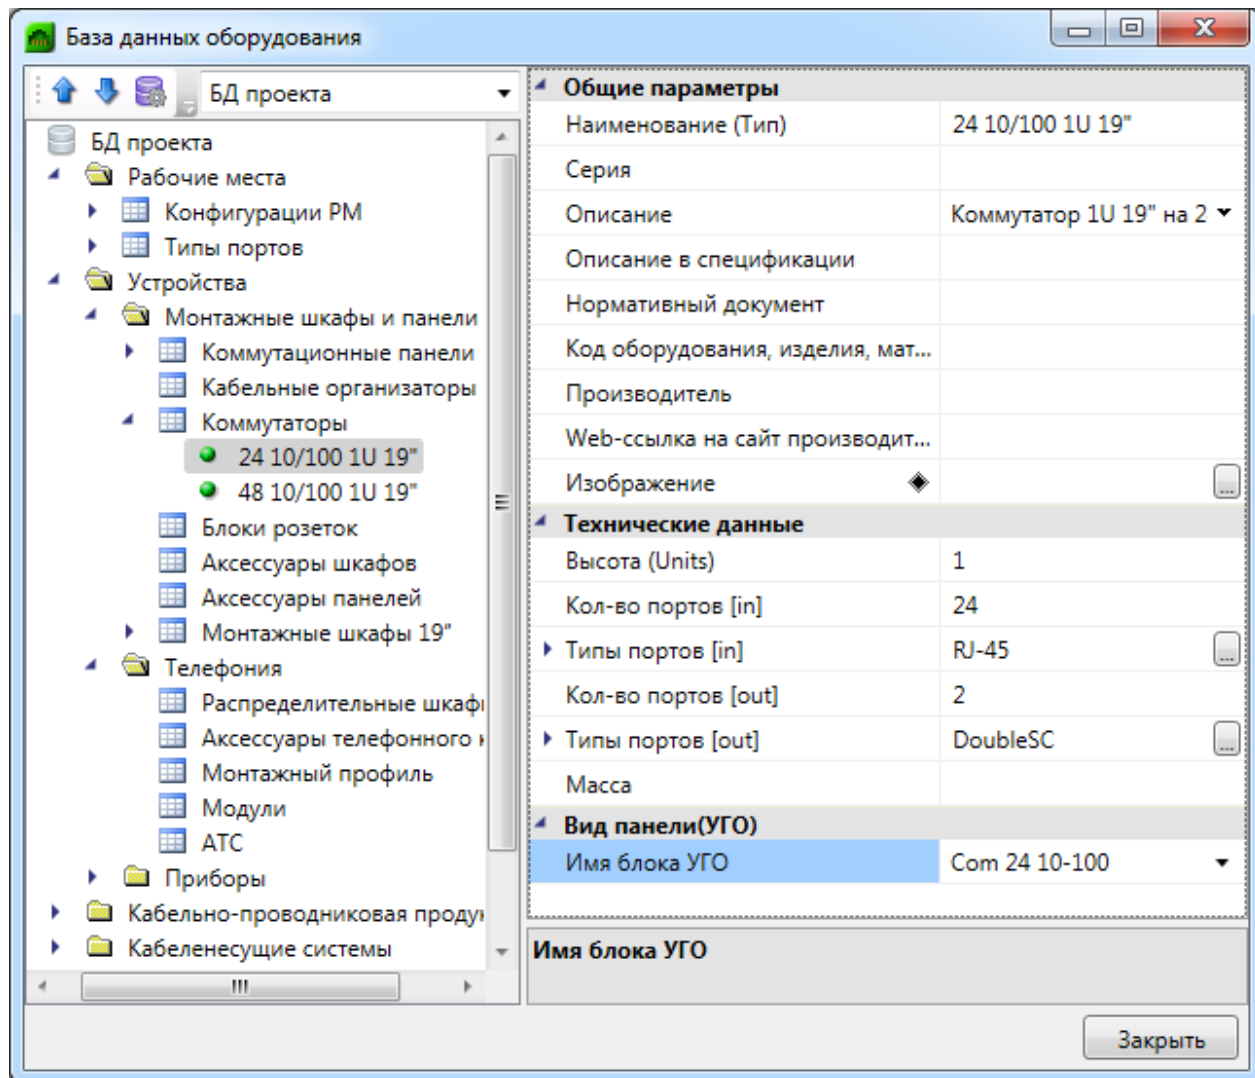 База данных оборудования
БД проекта
БД проекта
Рабочие места
Конфигурации РМ
Типы портов
Устройства
Монтажные шкафы и панели
Коммутационные панели
Кабельные организаторы
Коммутаторы
24 10/100 1U 19"
48 10/100 1U 19"
Блоки розеток
Аксессуары шкафов
Аксессуары панелей
Монтажные шкафы 19"
Телефония
Распределительные шкафы
Аксессуары телефонного к
Монтажный профиль
Модули
АТС
Приборы
Кабельно-проводниковая продук
Кабеленесущие системы
Общие параметры
Наименование (Тип) 24 10/100 1U 19"
Серия
Описание Коммутатор 1U 19" на 2
Описание в спецификации
Нормативный документ
Код оборудования, изделия, мат...
Производитель
Web-ссылка на сайт производит...
Изображение ...
Технические данные
Высота (Units) 1
Кол-во портов [in] 24
Типы портов [in] RJ-45 ...
Кол-во портов [out] 2
Типы портов [out] DoubleSC ...
Масса
Вид панели(УГО)
Имя блока УГО Com 24 10-100
Имя блока УГО
Закрыть